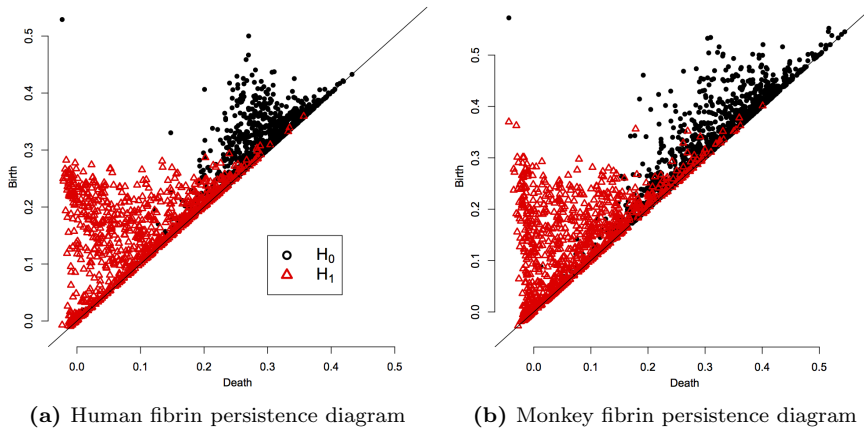 0.5
0.4
0.3
0.2
0.1
0.0
Birth
0.0 0.1 0.2 0.3 0.4 0.5
Death
H0
H1
(a) Human fibrin persistence diagram
0.5
0.4
0.3
0.2
0.1
0.0
Birth
0.0 0.1 0.2 0.3 0.4 0.5
Death
(b) Monkey fibrin persistence diagram